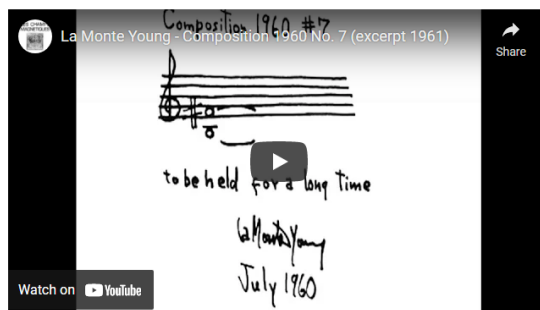 Composition 1960 #7
La Monte Young - Composition 1960 No. 7 (excerpt 1961)
Share
to be held for a long time
La Monte Young
July 1960
Watch on YouTube